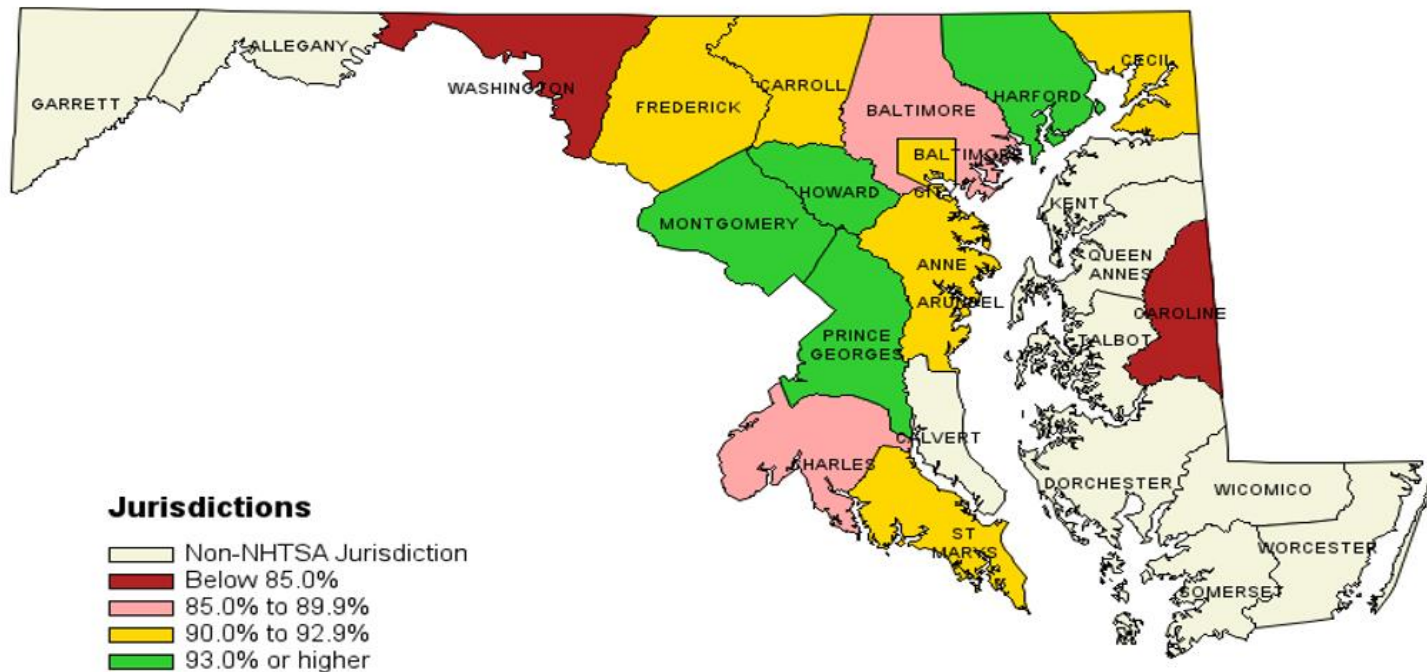 ALLEGANY
GARRETT
WASHINGTON
FREDERICK
CARROLL
BALTIMORE
HARFORD
CECIL
BALTIMORE
CITY
HOWARD
MONTGOMERY
KENT
QUEEN
ANNES
ANNE
ARUNDEL
CAROLINE
TALBOT
PRINCE
GEORGES
CALVERT
CHARLES
DORCHESTER
WICOMICO
ST
MARYS
WORCESTER
SOMERSET
Jurisdictions
Non-NHTSA Jurisdiction
Below 85.0%
85.0% to 89.9%
90.0% to 92.9%
93.0% or higher